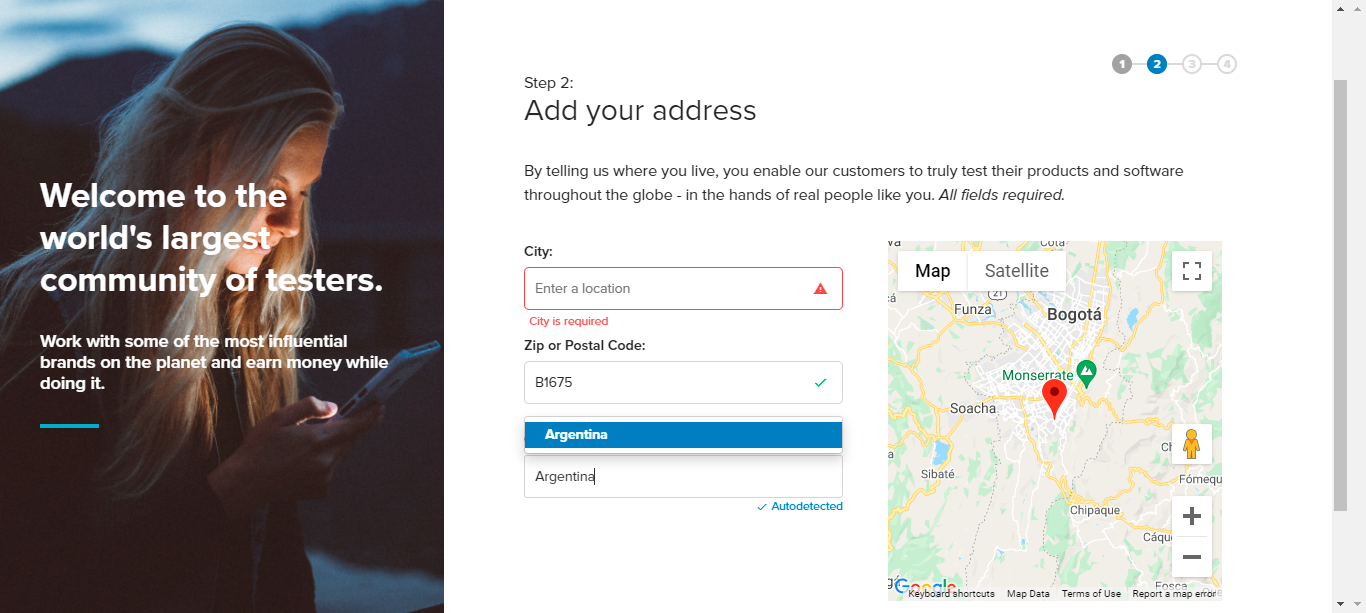 Welcome to the
world's largest
community of testers.
Work with some of the most influential
brands on the planet and earn money while
doing it.
1 2 3 4
Step 2:
Add your address
By telling us where you live, you enable our customers to truly test their products and software
throughout the globe - in the hands of real people like you. All fields required.
City:
Enter a location
City is required
Zip or Postal Code:
B1675
Argentina
Argentina
Autodetected
Map
Satellite
21
Funza
Bogotá
Monserrate
Soacha
Sibaté
Fómequ
Chipaque
Cáqu
Fosca
Google
Keyboard shortcuts
Map Data
Terms of Use
Report a map error